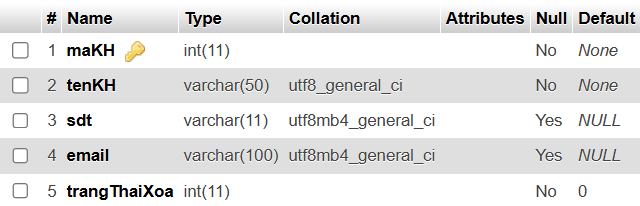 # Name Type Collation Attributes Null Default
1 maKH int(11) No None
2 tenKH varchar(50) utf8_general_ci No None
3 sdt varchar(11) utf8mb4_general_ci Yes NULL
4 email varchar(100) utf8mb4_general_ci Yes NULL
5 trangThaiXoa int(11) No 0